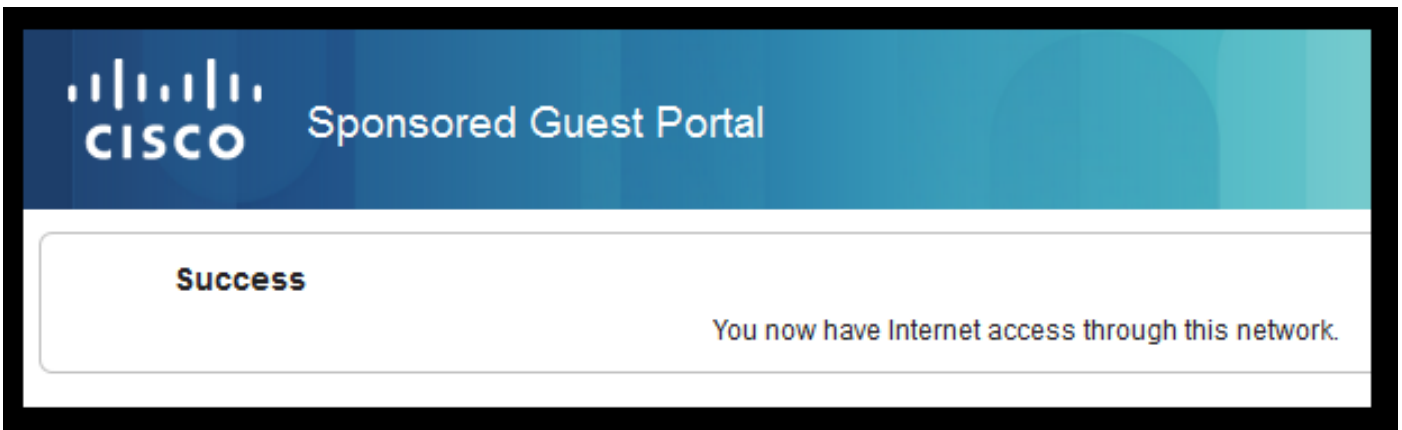 CISCO
Sponsored Guest Portal
Success
You now have Internet access through this network.